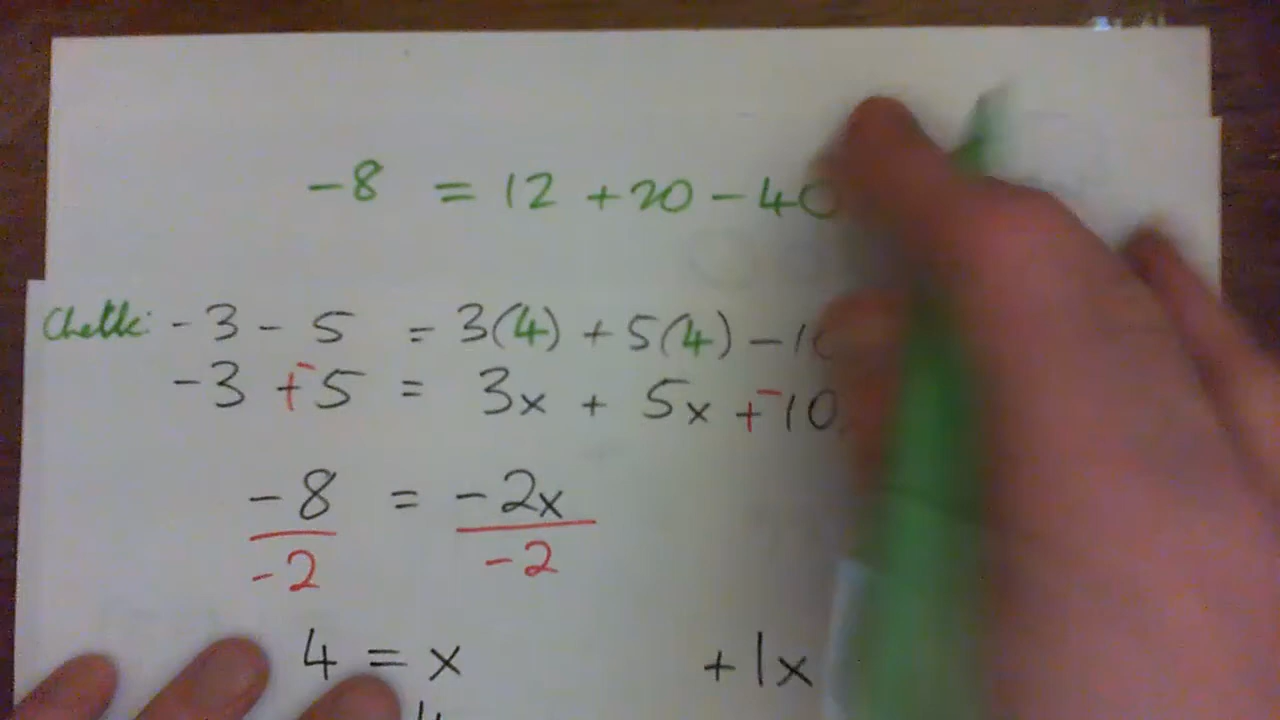 -8 = 12 + 20 - 40
Check: -3 - 5 = 3(4) + 5(4) - 10
-3 + -5 = 3x + 5x + -10
-8 = -2x
-2 -2
4 = x +1x